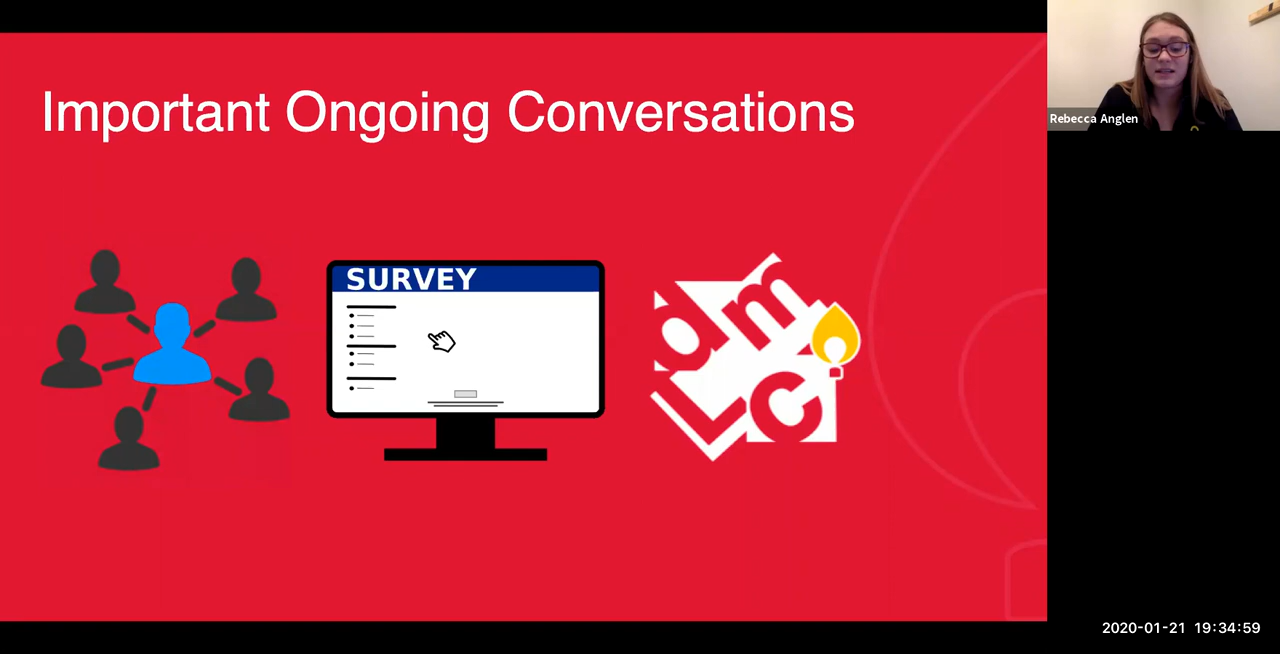 Important Ongoing Conversations
SURVEY
dm
Lc
Rebecca Anglen
2020-01-21 19:34:59